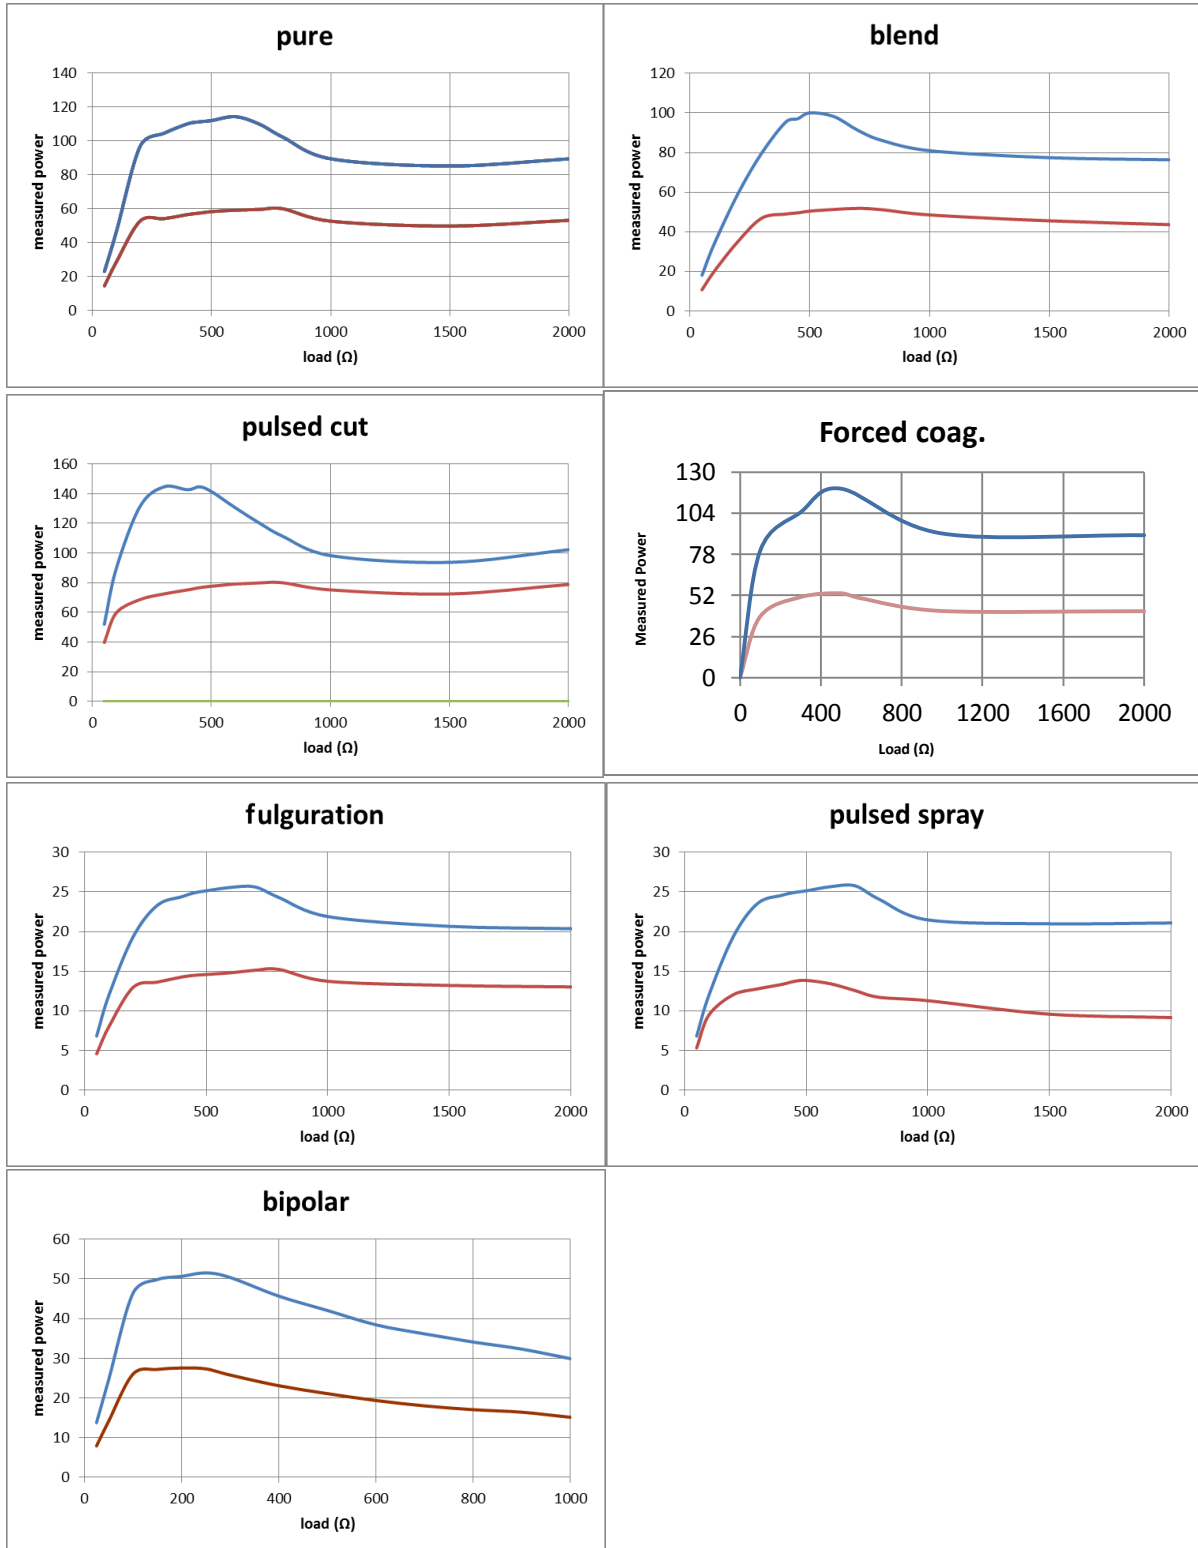 pure
measured power
140
120
100
80
60
40
20
0
0 500 1000 1500 2000
load (Ω)
blend
measured power
120
100
80
60
40
20
0
0 500 1000 1500 2000
load (Ω)
pulsed cut
measured power
160
140
120
100
80
60
40
20
0
0 500 1000 1500 2000
load (Ω)
Forced coag.
Measured Power
130
104
78
52
26
0
0 400 800 1200 1600 2000
Load (Ω)
fulguration
measured power
30
25
20
15
10
5
0
0 500 1000 1500 2000
load (Ω)
pulsed spray
measured power
30
25
20
15
10
5
0
0 500 1000 1500 2000
load (Ω)
bipolar
measured power
60
50
40
30
20
10
0
0 200 400 600 800 1000
load (Ω)